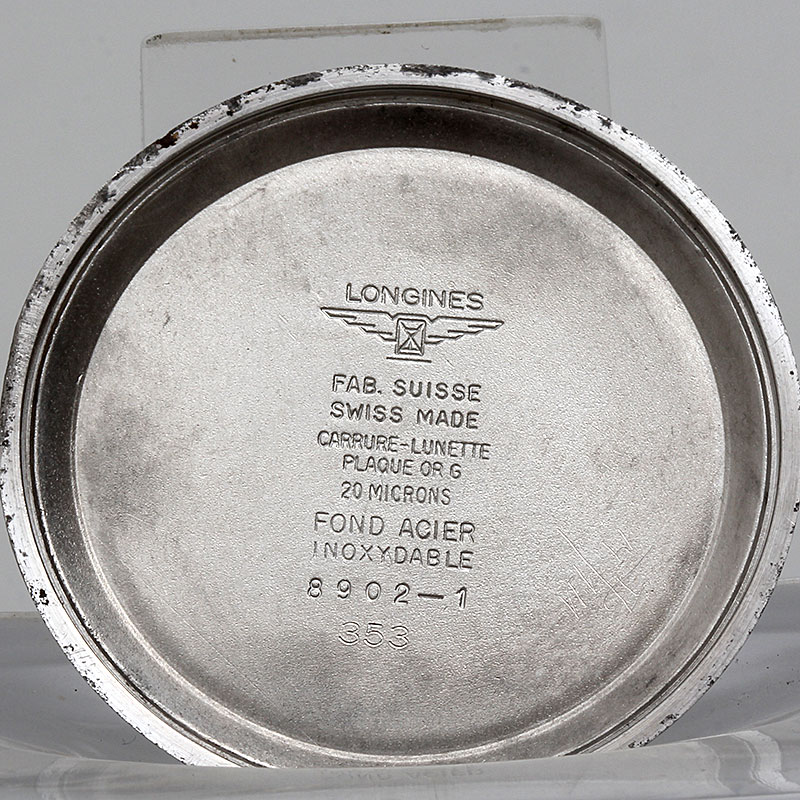 LONGINES
FAB. SUISSE
SWISS MADE
CARRURE-LUNETTE
PLAQUE OR G
20 MICRONS
FOND ACIER
INOXYDABLE
8902-1
353